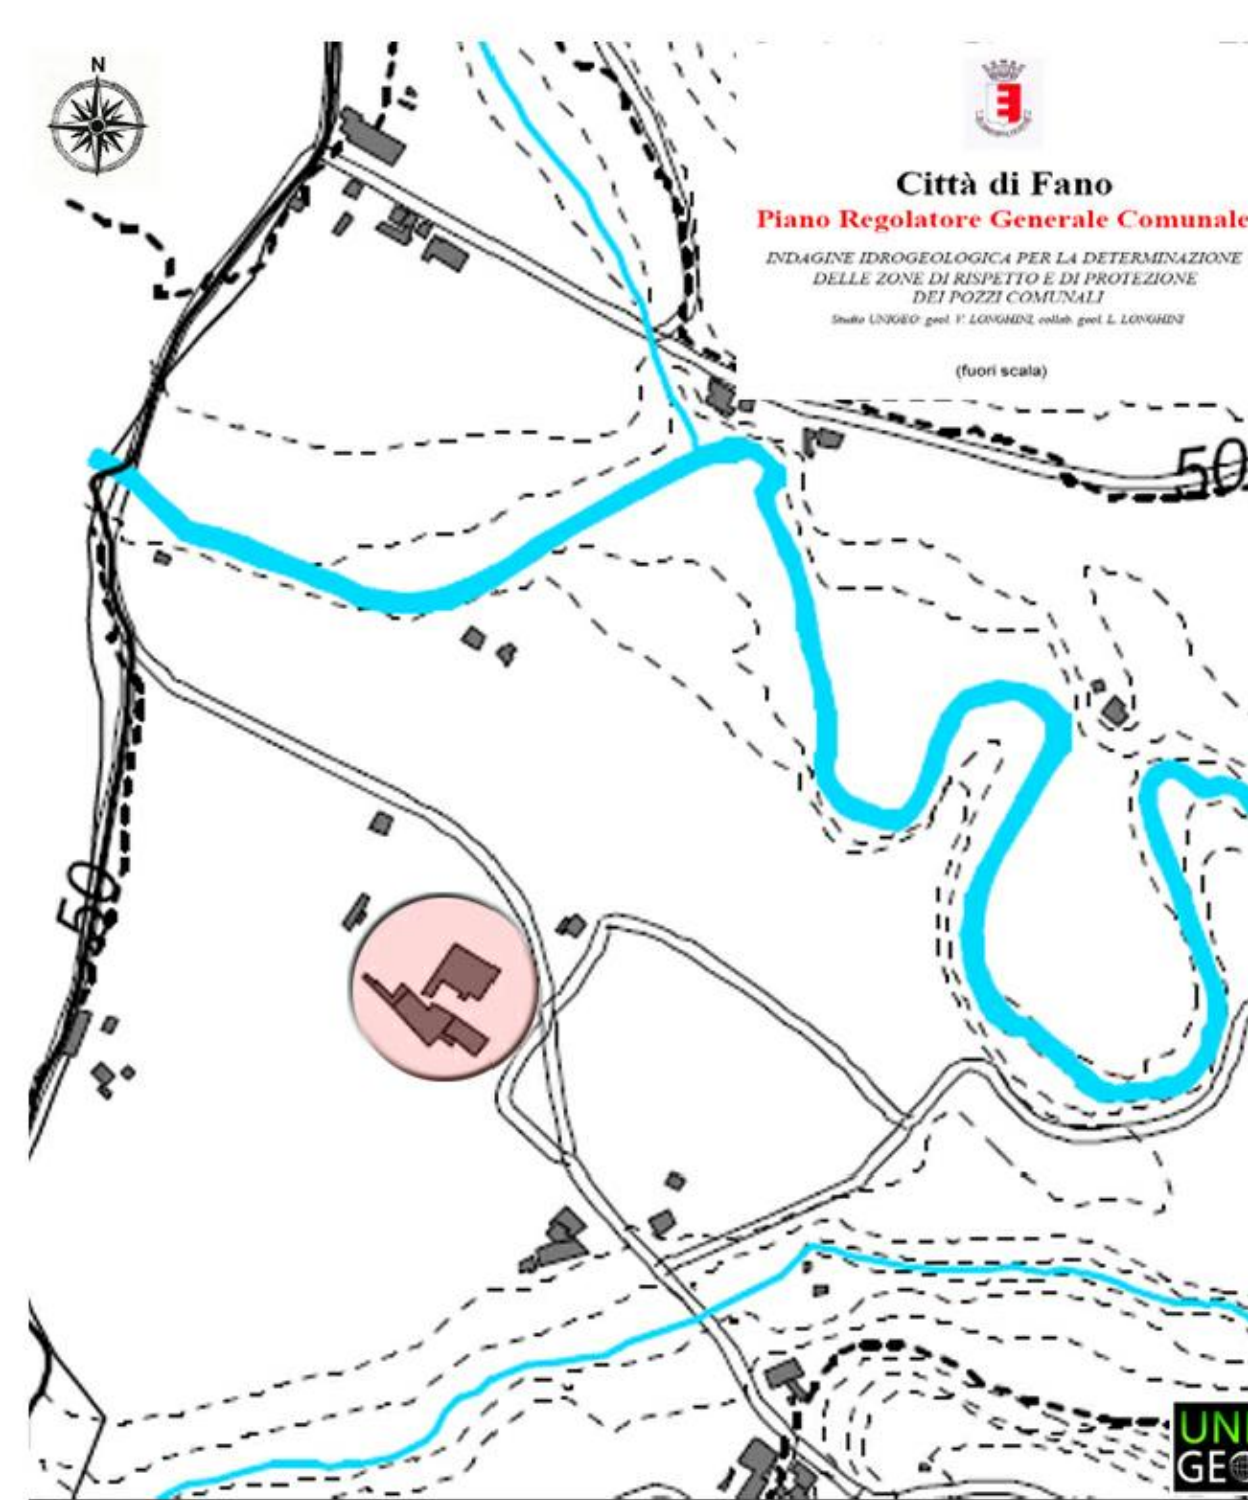 N
Città di Fano
Piano Regolatore Generale Comunale
INDAGINE IDROGEOLOGICA PER LA DETERMINAZIONE
DELLE ZONE DI RISPETTO E DI PROTEZIONE
DEI POZZI COMUNALI
Studio UNIGEO: geol. V. LONGHINI, collab. geol. L. LONGHINI
(fuori scala)
50
50
UNI
GEO